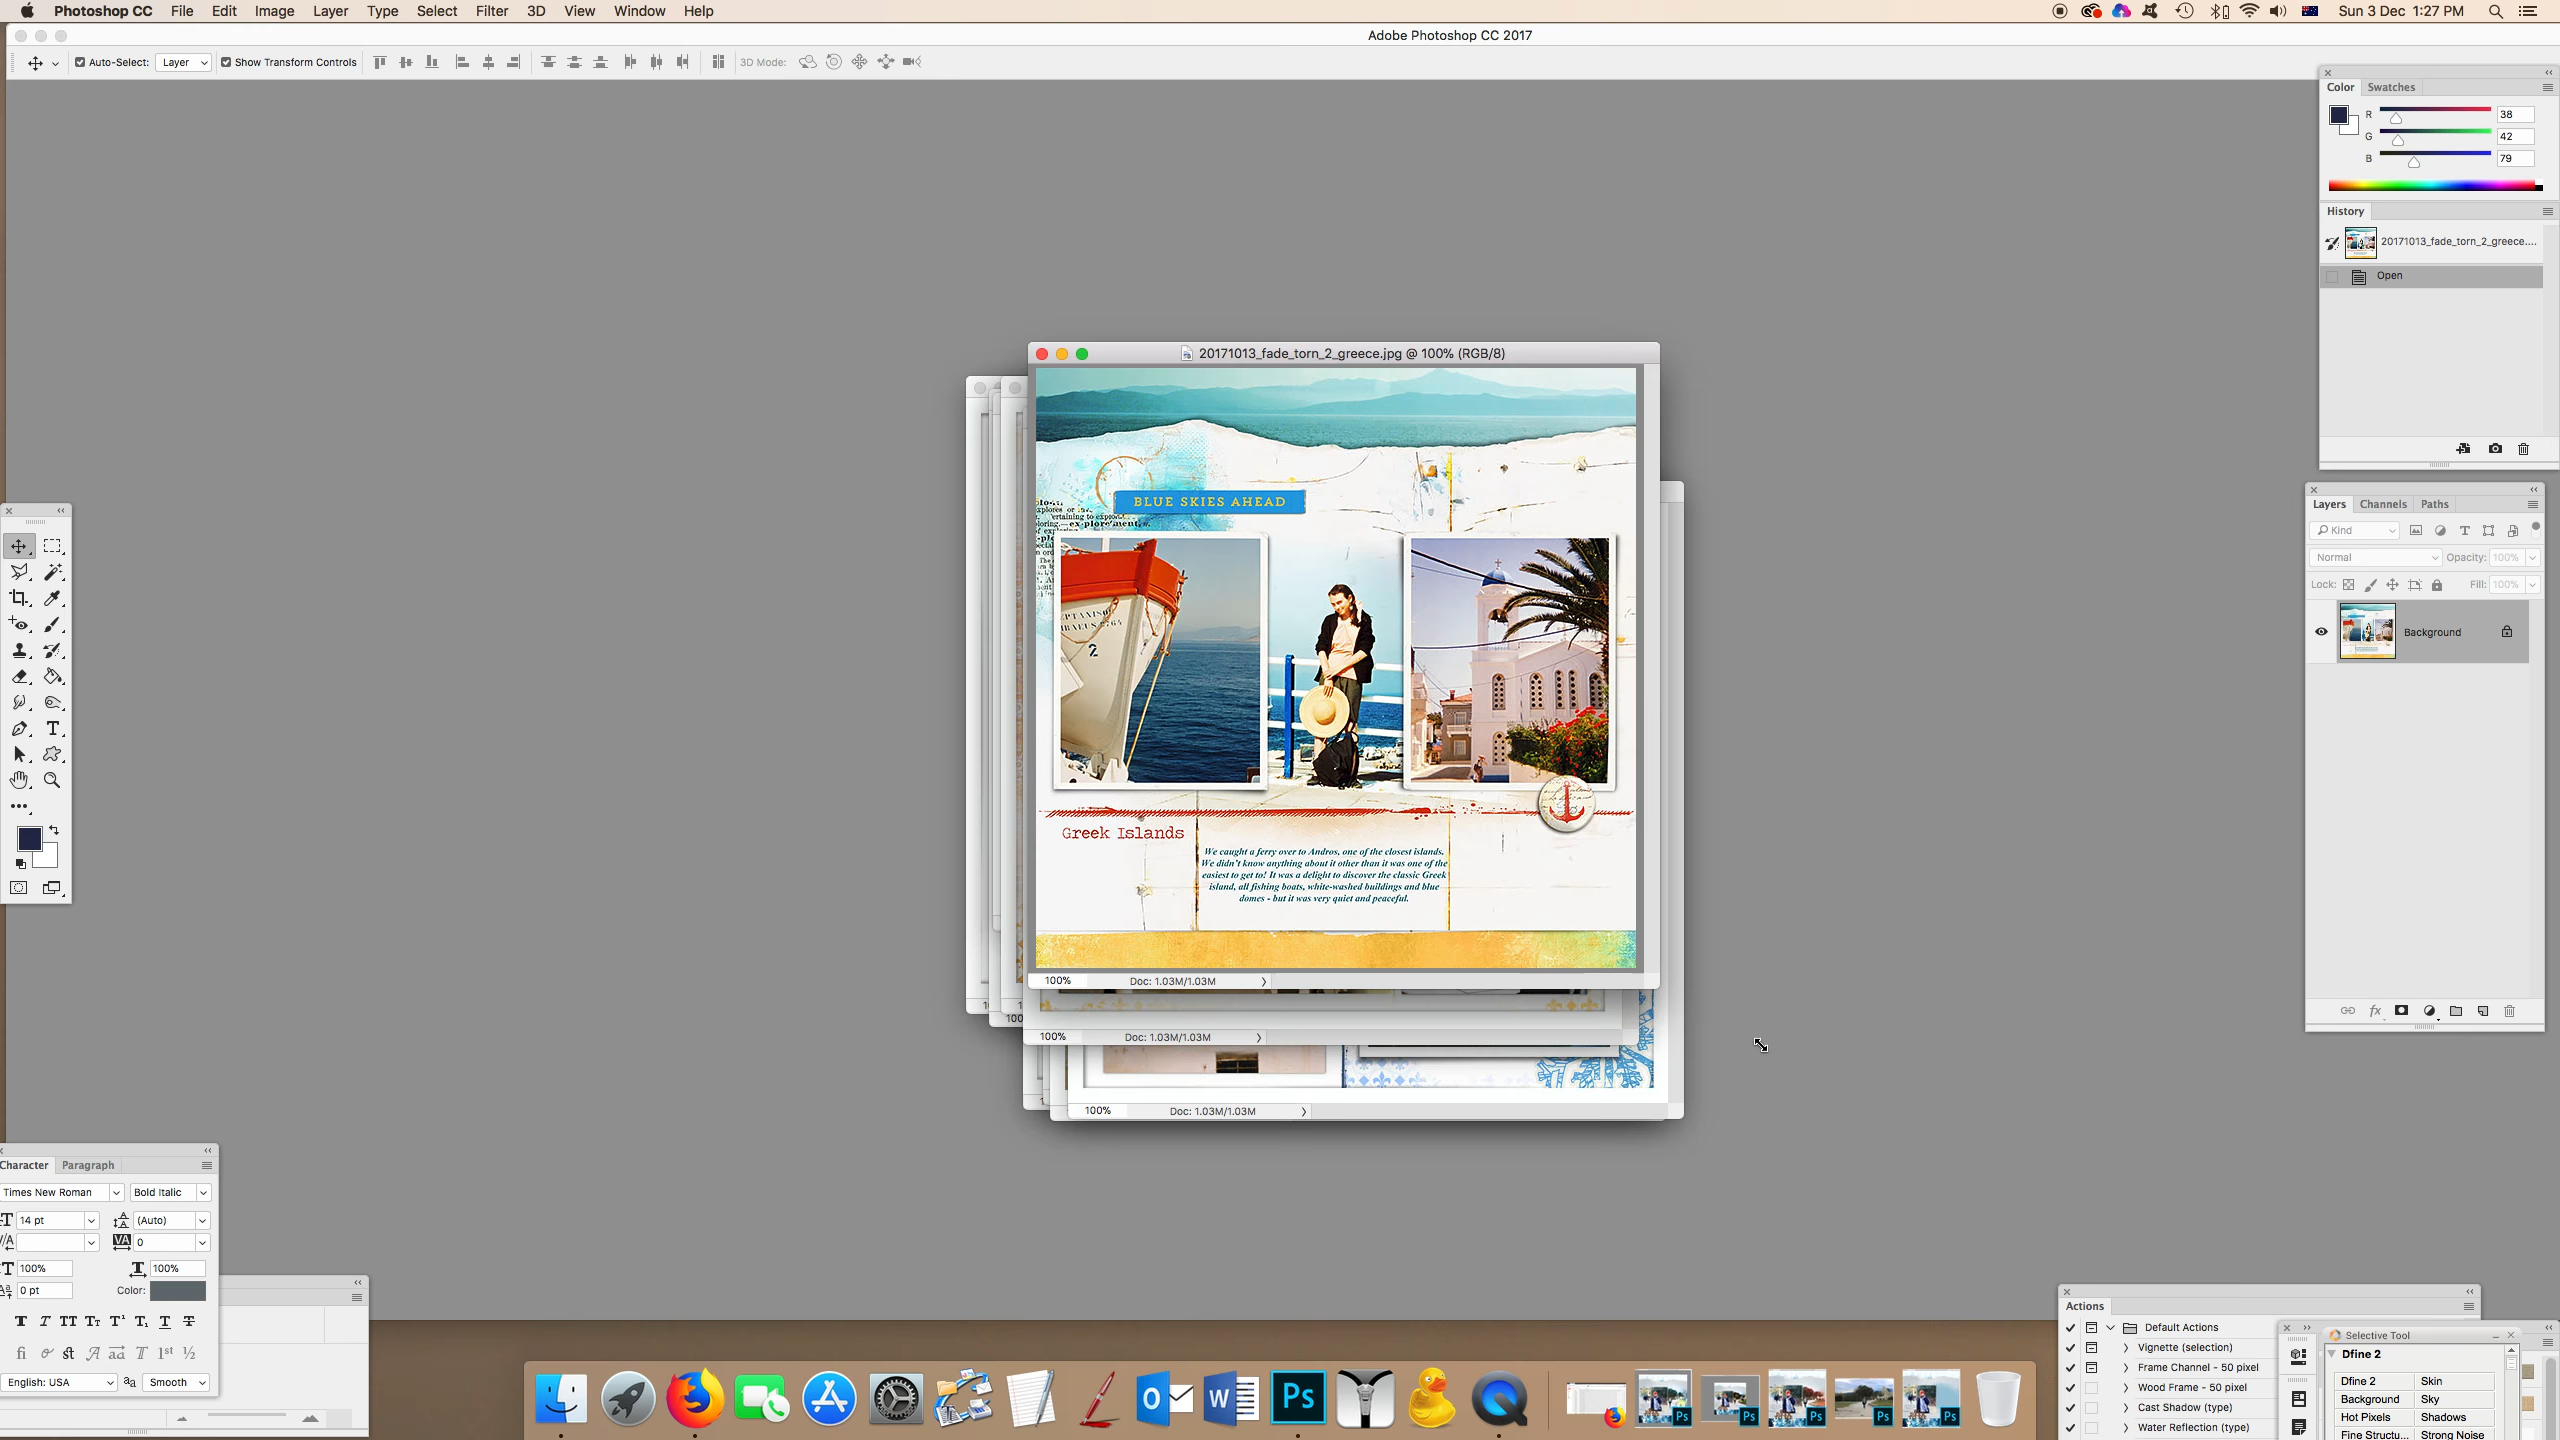 Photoshop CC File Edit Image Layer Type Select Filter 3D View Window Help
Sun 3 Dec 1:27 PM
Adobe Photoshop CC 2017
Auto-Select: Layer Show Transform Controls 3D Mode:
Color Swatches
R 38
G 42
B 79
History
20171013_fade_torn_2_greece....
Open
20171013_fade_torn_2_greece.jpg @ 100% (RGB/8)
BLUE SKIES AHEAD
2
Greek Islands
We caught a ferry over to Andros, one of the closest islands.
We didn't know anything about it other than it was one of the
easiest to get to! It was a delight to discover the classic Greek
island, all fishing boats, white-washed buildings and blue
domes - but it was very quiet and peaceful.
100% Doc: 1.03M/1.03M
100
100% Doc: 1.03M/1.03M
100% Doc: 1.03M/1.03M
Layers Channels Paths
Kind
Normal Opacity: 100%
Lock: Fill: 100%
Background
Character Paragraph
Times New Roman Bold Italic
14 pt (Auto)
0
100% 100%
0 pt Color:
English: USA aa Smooth
Actions
Default Actions
Vignette (selection)
Frame Channel - 50 pixel
Wood Frame - 50 pixel
Cast Shadow (type)
Water Reflection (type)
Selective Tool
Dfine 2
Dfine 2 Skin
Background Sky
Hot Pixels Shadows
Fine Structu... Strong Noise